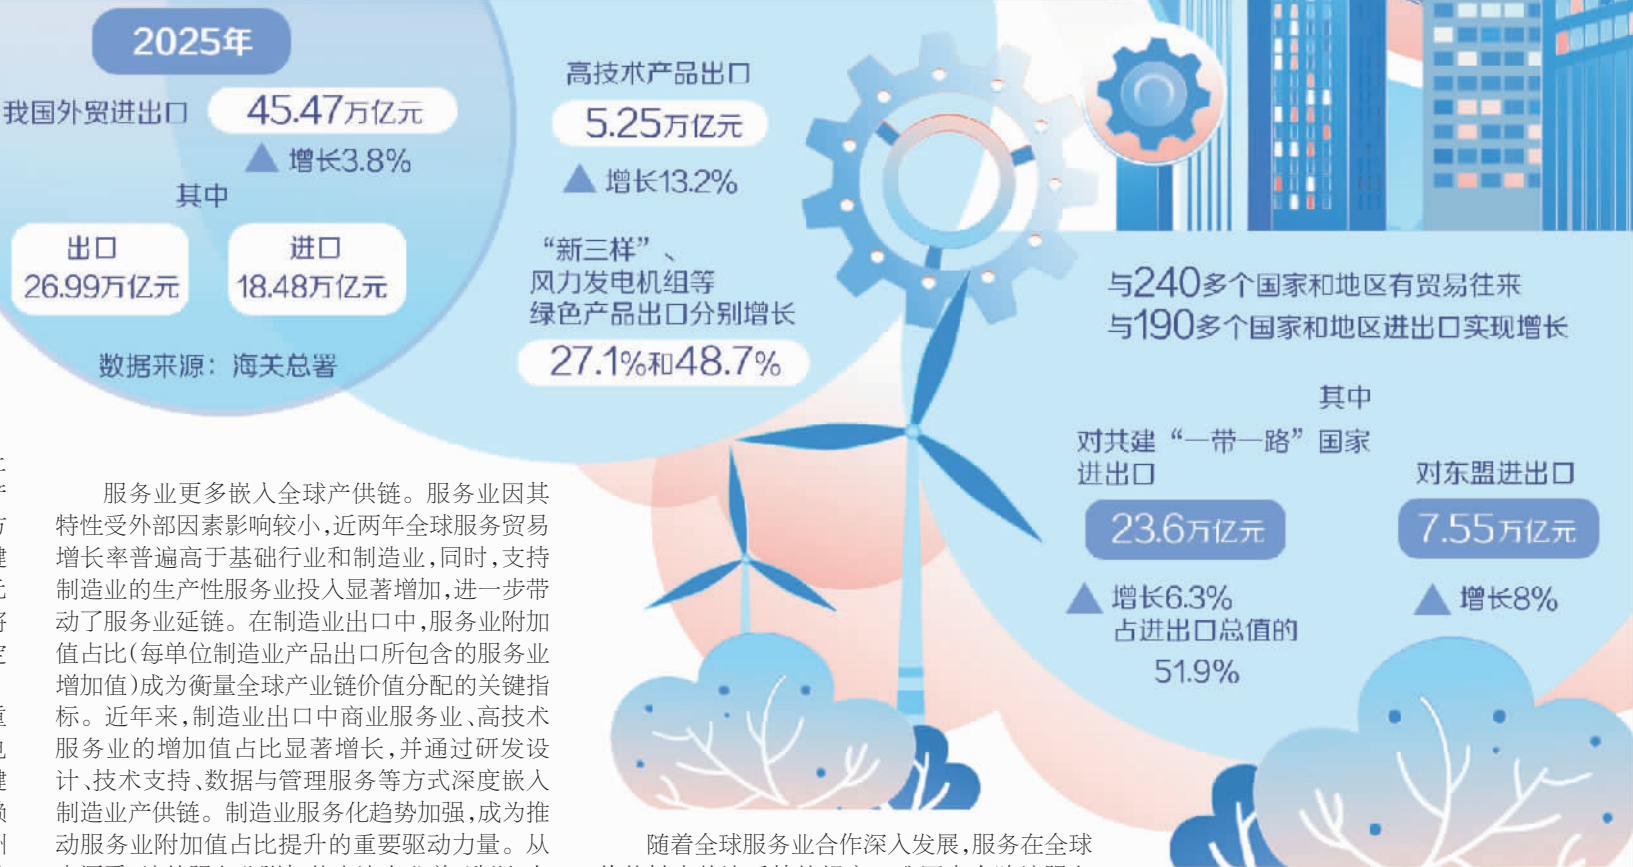 2025年
我国外贸进出口 45.47万亿元
增长3.8%
其中
出口
26.99万亿元
进口
18.48万亿元
数据来源：海关总署
高技术产品出口
5.25万亿元
增长13.2%
“新三样”、
风力发电机组等
绿色产品出口分别增长
27.1%和48.7%
与240多个国家和地区有贸易往来
与190多个国家和地区进出口实现增长
其中
对共建“一带一路”国家
进出口
23.6万亿元
增长6.3%
占进出口总值的
51.9%
对东盟进出口
7.55万亿元
增长8%
服务业更多嵌入全球产供链。服务业因其
特性受外部因素影响较小,近两年全球服务贸易
增长率普遍高于基础行业和制造业,同时,支持
制造业的生产性服务业投入显著增加,进一步带
动了服务业延链。在制造业出口中,服务业附加
值占比(每单位制造业产品出口所包含的服务业
增加值)成为衡量全球产业链价值分配的关键指
标。近年来,制造业出口中商业服务业、高技术
服务业的增加值占比显著增长,并通过研发设
计、技术支持、数据与管理服务等方式深度嵌入
制造业产供链。制造业服务化趋势加强,成为推
动服务业附加值占比提升的重要驱动力量。从
随着全球服务业合作深入发展,服务在全球